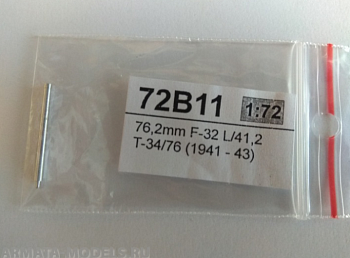 72B11 1:72
76,2mm F-32 L/41,2
T-34/76 (1941 - 43)
ARMATA-MODELS.RU